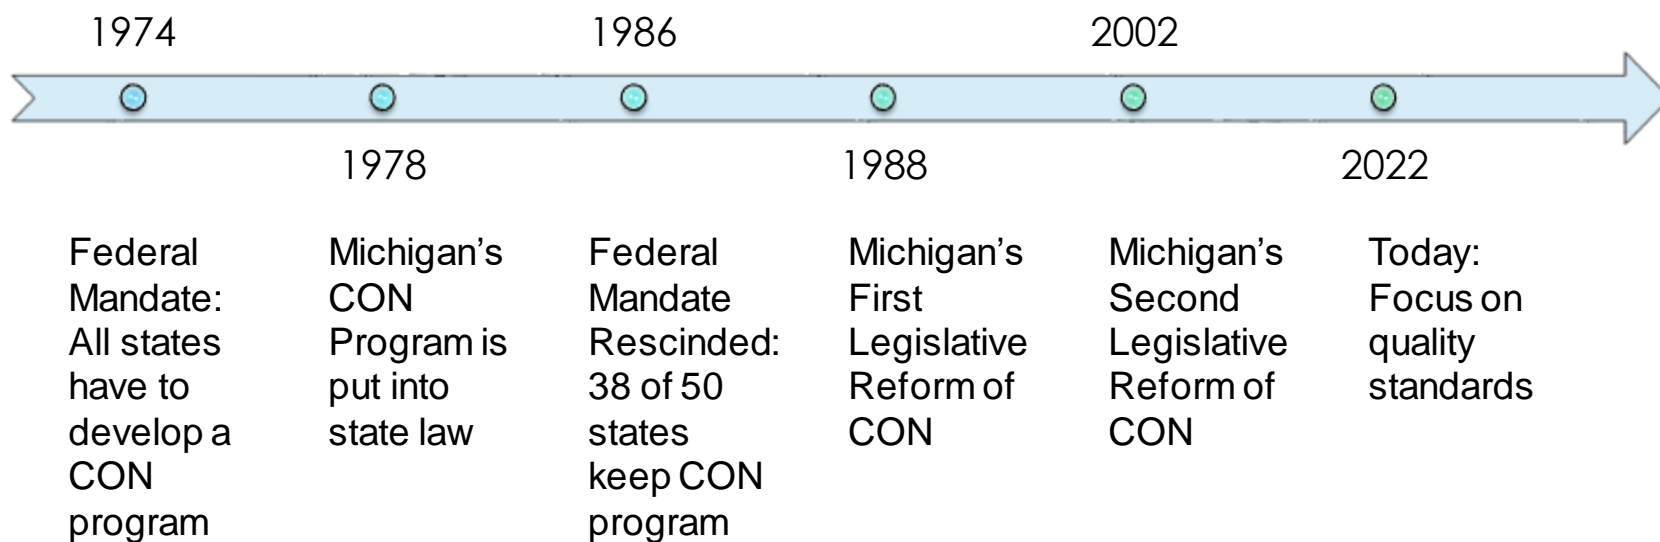 1974
1986
2002
1978
1988
2022
Federal
Mandate:
All states
have to
develop a
CON
program
Michigan’s
CON
Program is
put into
state law
Federal
Mandate
Rescinded:
38 of 50
states
keep CON
program
Michigan’s
First
Legislative
Reform of
CON
Michigan’s
Second
Legislative
Reform of
CON
Today:
Focus on
quality
standards